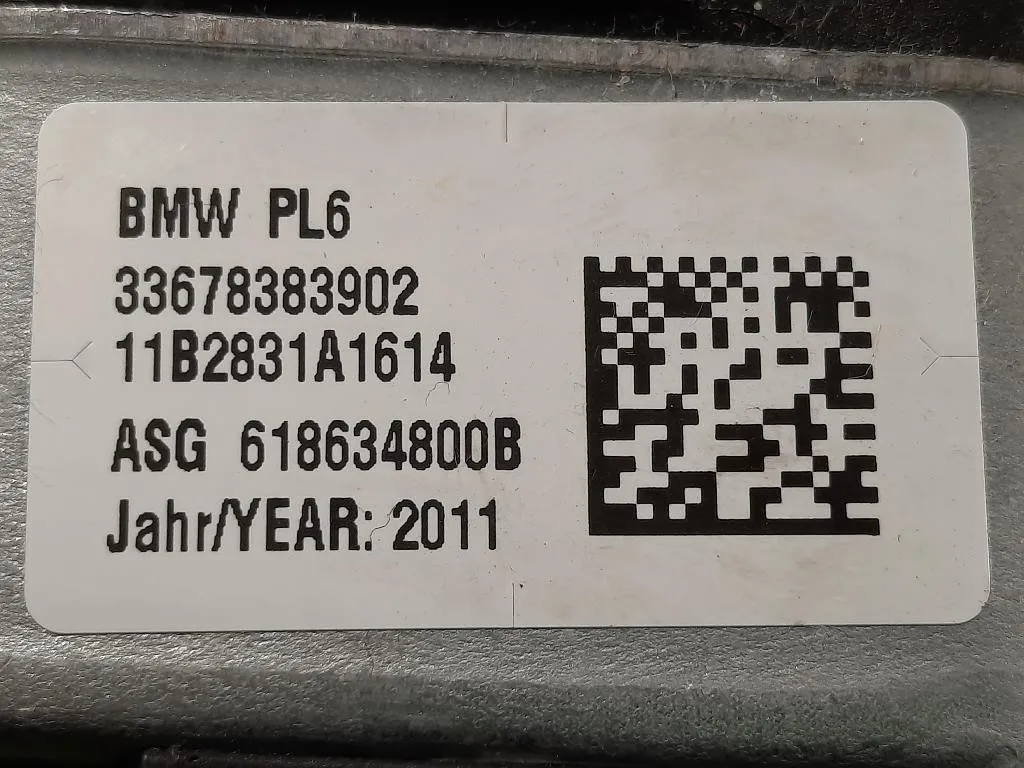 BMW PL6
33678383902
11B2831A1614
ASG 618634800B
Jahr/YEAR: 2011